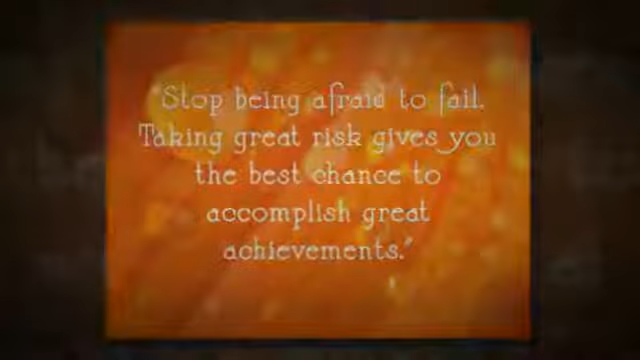 Stop being afraid to fail.
Taking great risk gives you
the best chance to
accomplish great
achievements."